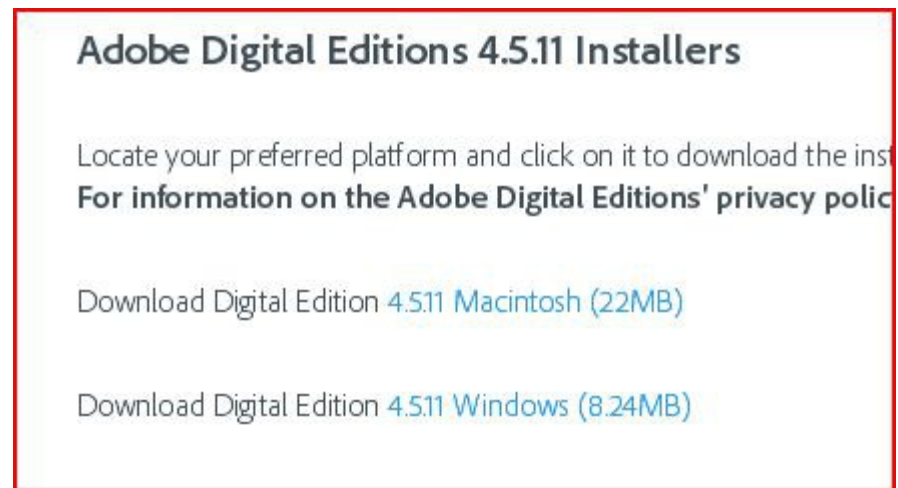 Adobe Digital Editions 4.5.11 Installers
Locate your preferred platform and click on it to download the
For information on the Adobe Digital Editions' privacy
Download Digital Edition 4.5.11 Macintosh (22MB)
Download Digital Edition 4.5.11 Windows (8.24MB)